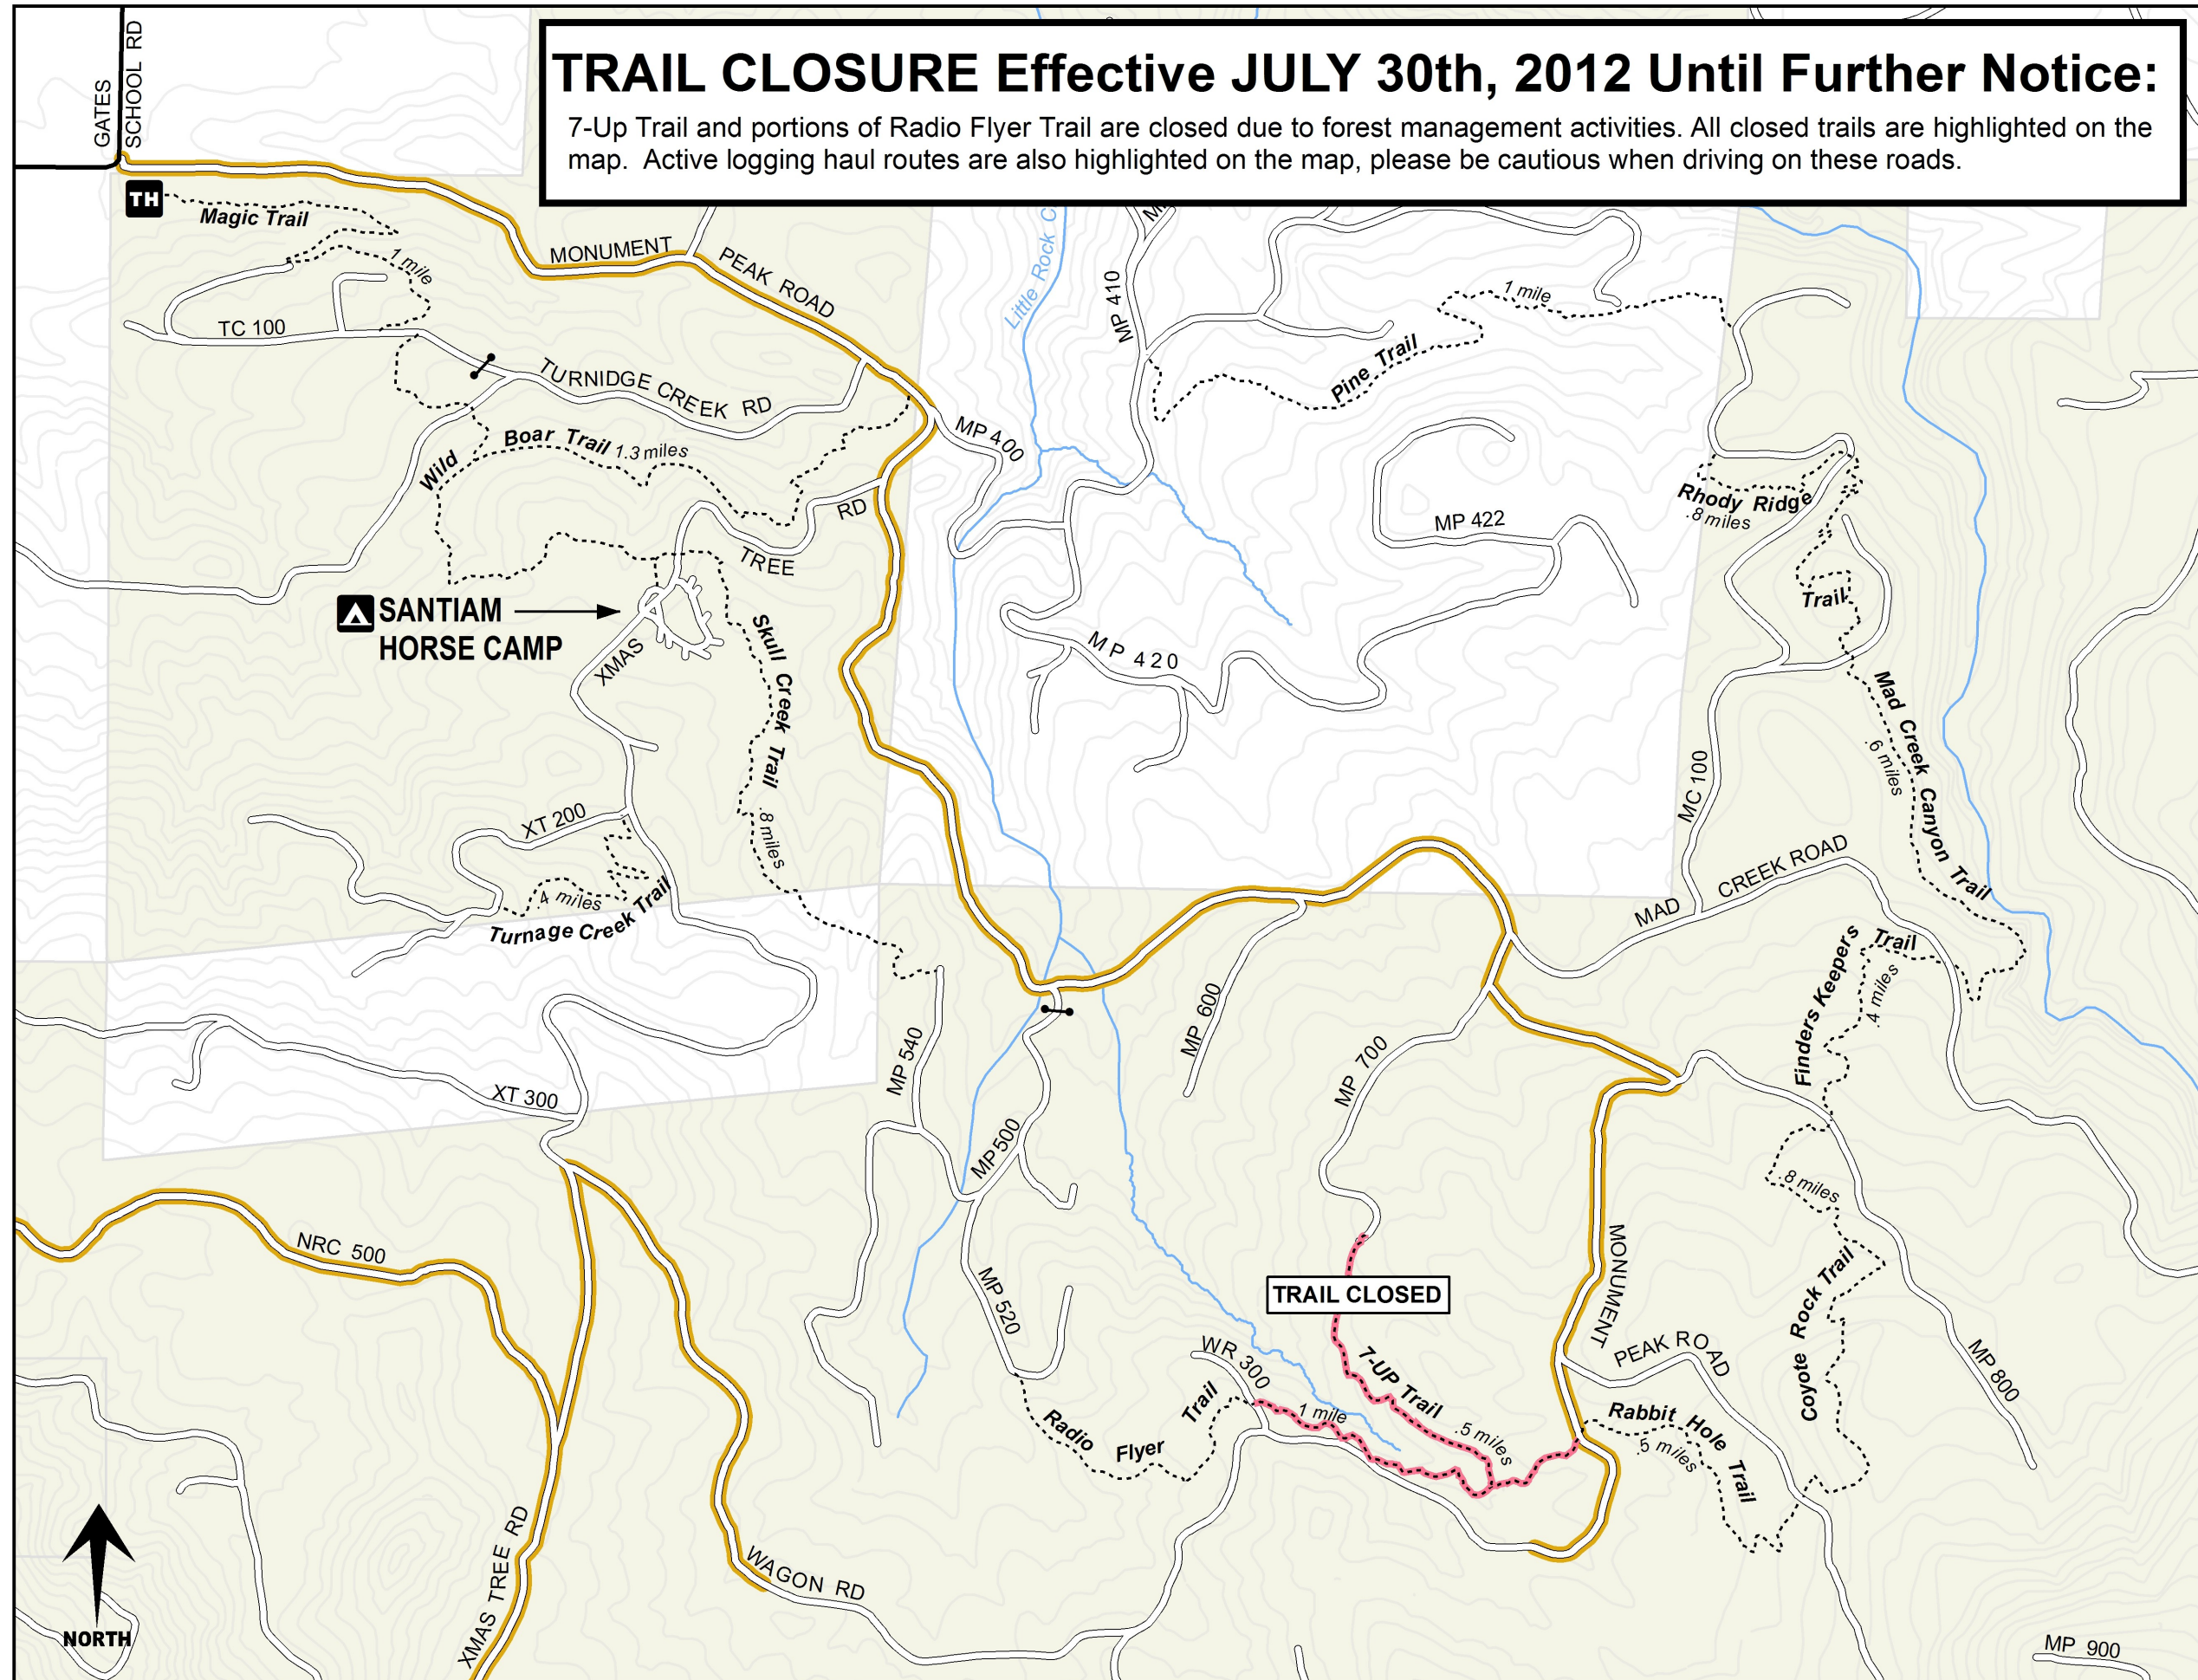 TRAIL CLOSURE Effective JULY 30th, 2012 Until Further Notice:
7-Up Trail and portions of Radio Flyer Trail are closed due to forest management activities. All closed trails are highlighted on the
map.  Active logging haul routes are also highlighted on the map, please be cautious when driving on these roads.
GATES
SCHOOL RD
TH
Magic Trail
1 mile
MONUMENT
PEAK ROAD
TC 100
TURNIDGE CREEK RD
Wild
Boar Trail 1.3 miles
MP 400
MP 410
1 mile
Pine Trail
RD
TREE
XMAS
SANTIAM
HORSE CAMP
Skull Creek Trail
.8 miles
MP 422
MP 420
Rhody Ridge
.8 miles
Trail
Mad Creek Canyon Trail
.6 miles
MC 100
XT 200
.4 miles
Turnage Creek Trail
MAD
CREEK ROAD
Finders Keepers
Trail
.4 miles
XT 300
MP 540
MP 600
MP 700
MP 500
.8 miles
NRC 500
MP 520
TRAIL CLOSED
MONUMENT
PEAK ROAD
Coyote Rock Trail
MP 800
WR 300
7-UP Trail
.5 miles
1 mile
Radio
Flyer
Trail
Rabbit Hole Trail
.5 miles
XMAS TREE RD
WAGON RD
NORTH
MP 900